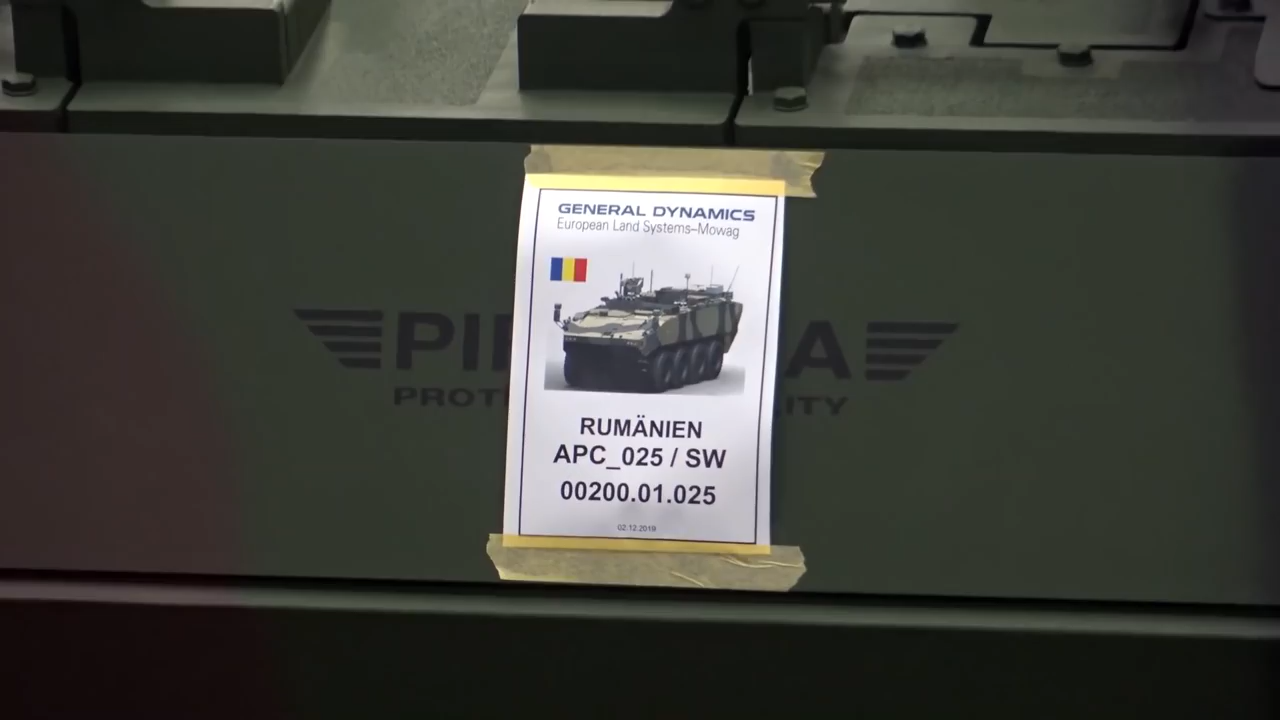 GENERAL DYNAMICS
European Land Systems–Mowag
RUMÄNIEN
APC_025 / SW
00200.01.025
02.12.2019